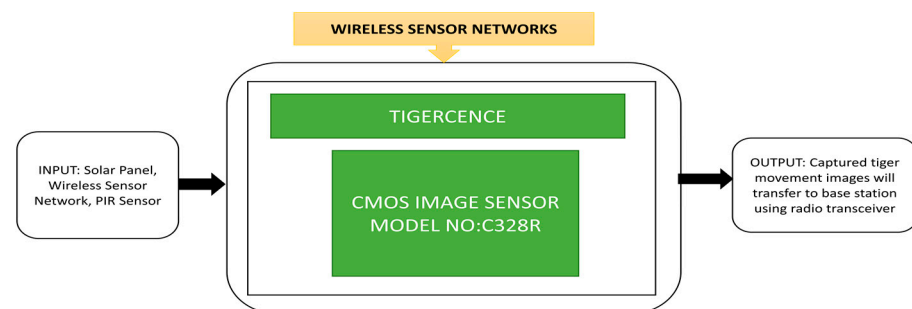 WIRELESS SENSOR NETWORKS
TIGERCENCE
INPUT: Solar Panel,
Wireless Sensor
Network, PIR Sensor
CMOS IMAGE SENSOR
MODEL NO:C328R
OUTPUT: Captured tiger
movement images will
transfer to base station
using radio transceiver